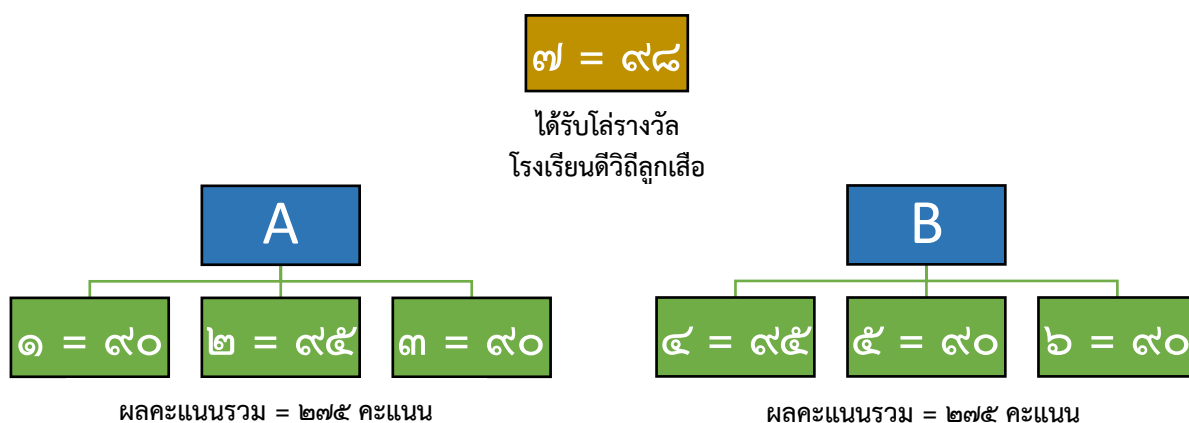 ๗ = ๙๘
ได้รับโล่รางวัล
โรงเรียนดีวิถีลูกเสือ
A
B
๑ = ๙๐
๒ = ๙๕
๓ = ๙๐
๔ = ๙๕
๕ = ๙๐
๖ = ๙๐
ผลคะแนนรวม = ๒๗๕ คะแนน
ผลคะแนนรวม = ๒๗๕ คะแนน